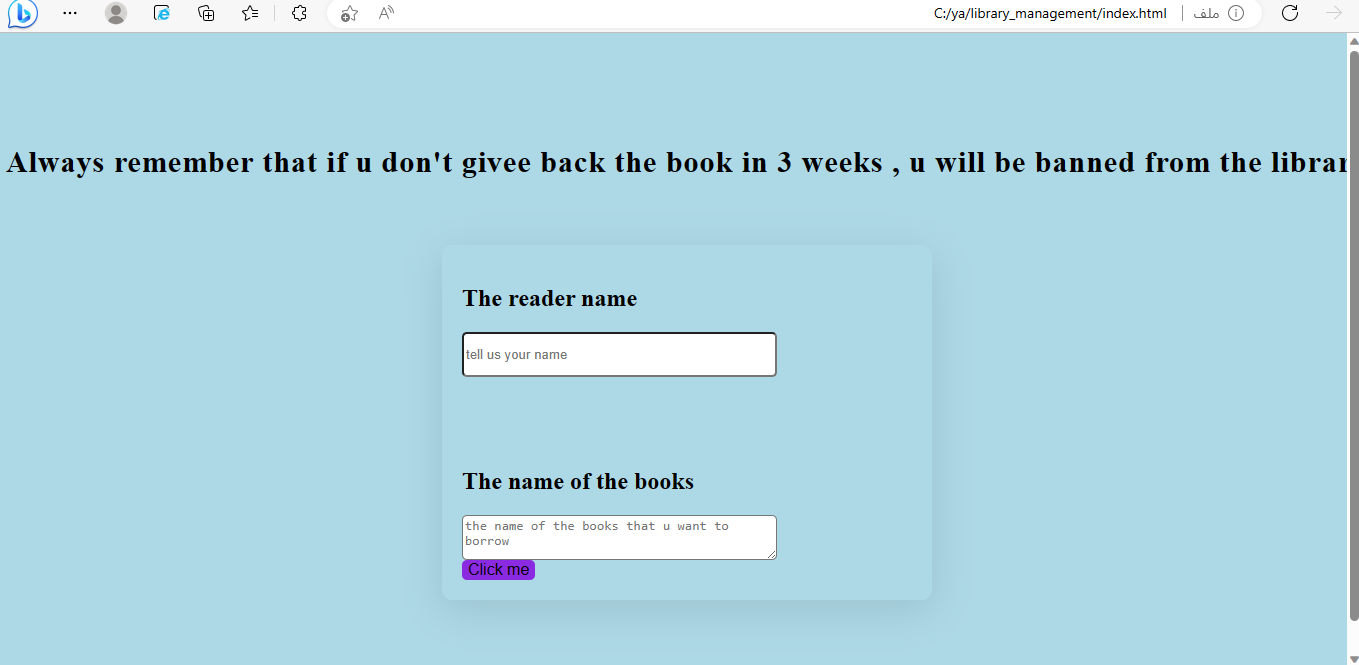 C:/ya/library_management/index.html
ملف
Always remember that if u don't givee back the book in 3 weeks , u will be banned from the librar
The reader name
tell us your name
The name of the books
the name of the books that u want to
borrow
Click me